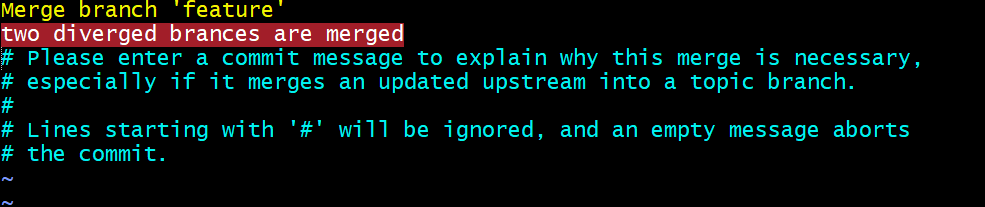 Merge branch 'feature'
two diverged brances are merged
# Please enter a commit message to explain why this merge is necessary,
# especially if it merges an updated upstream into a topic branch.
#
# Lines starting with '#' will be ignored, and an empty message aborts
# the commit.
~
~